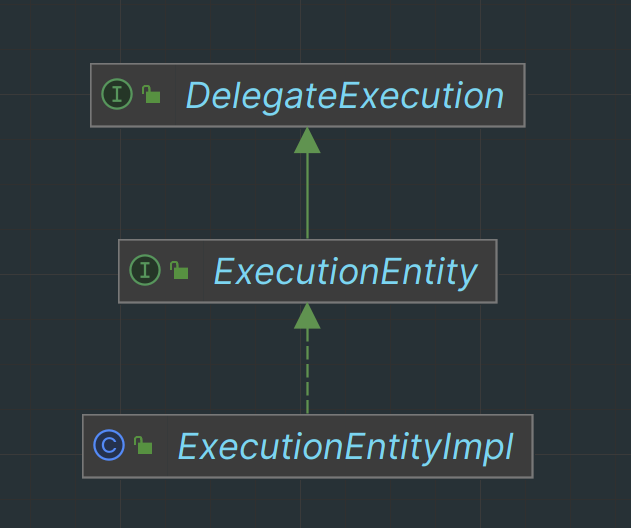 I DelegateExecution
I ExecutionEntity
C ExecutionEntityImpl